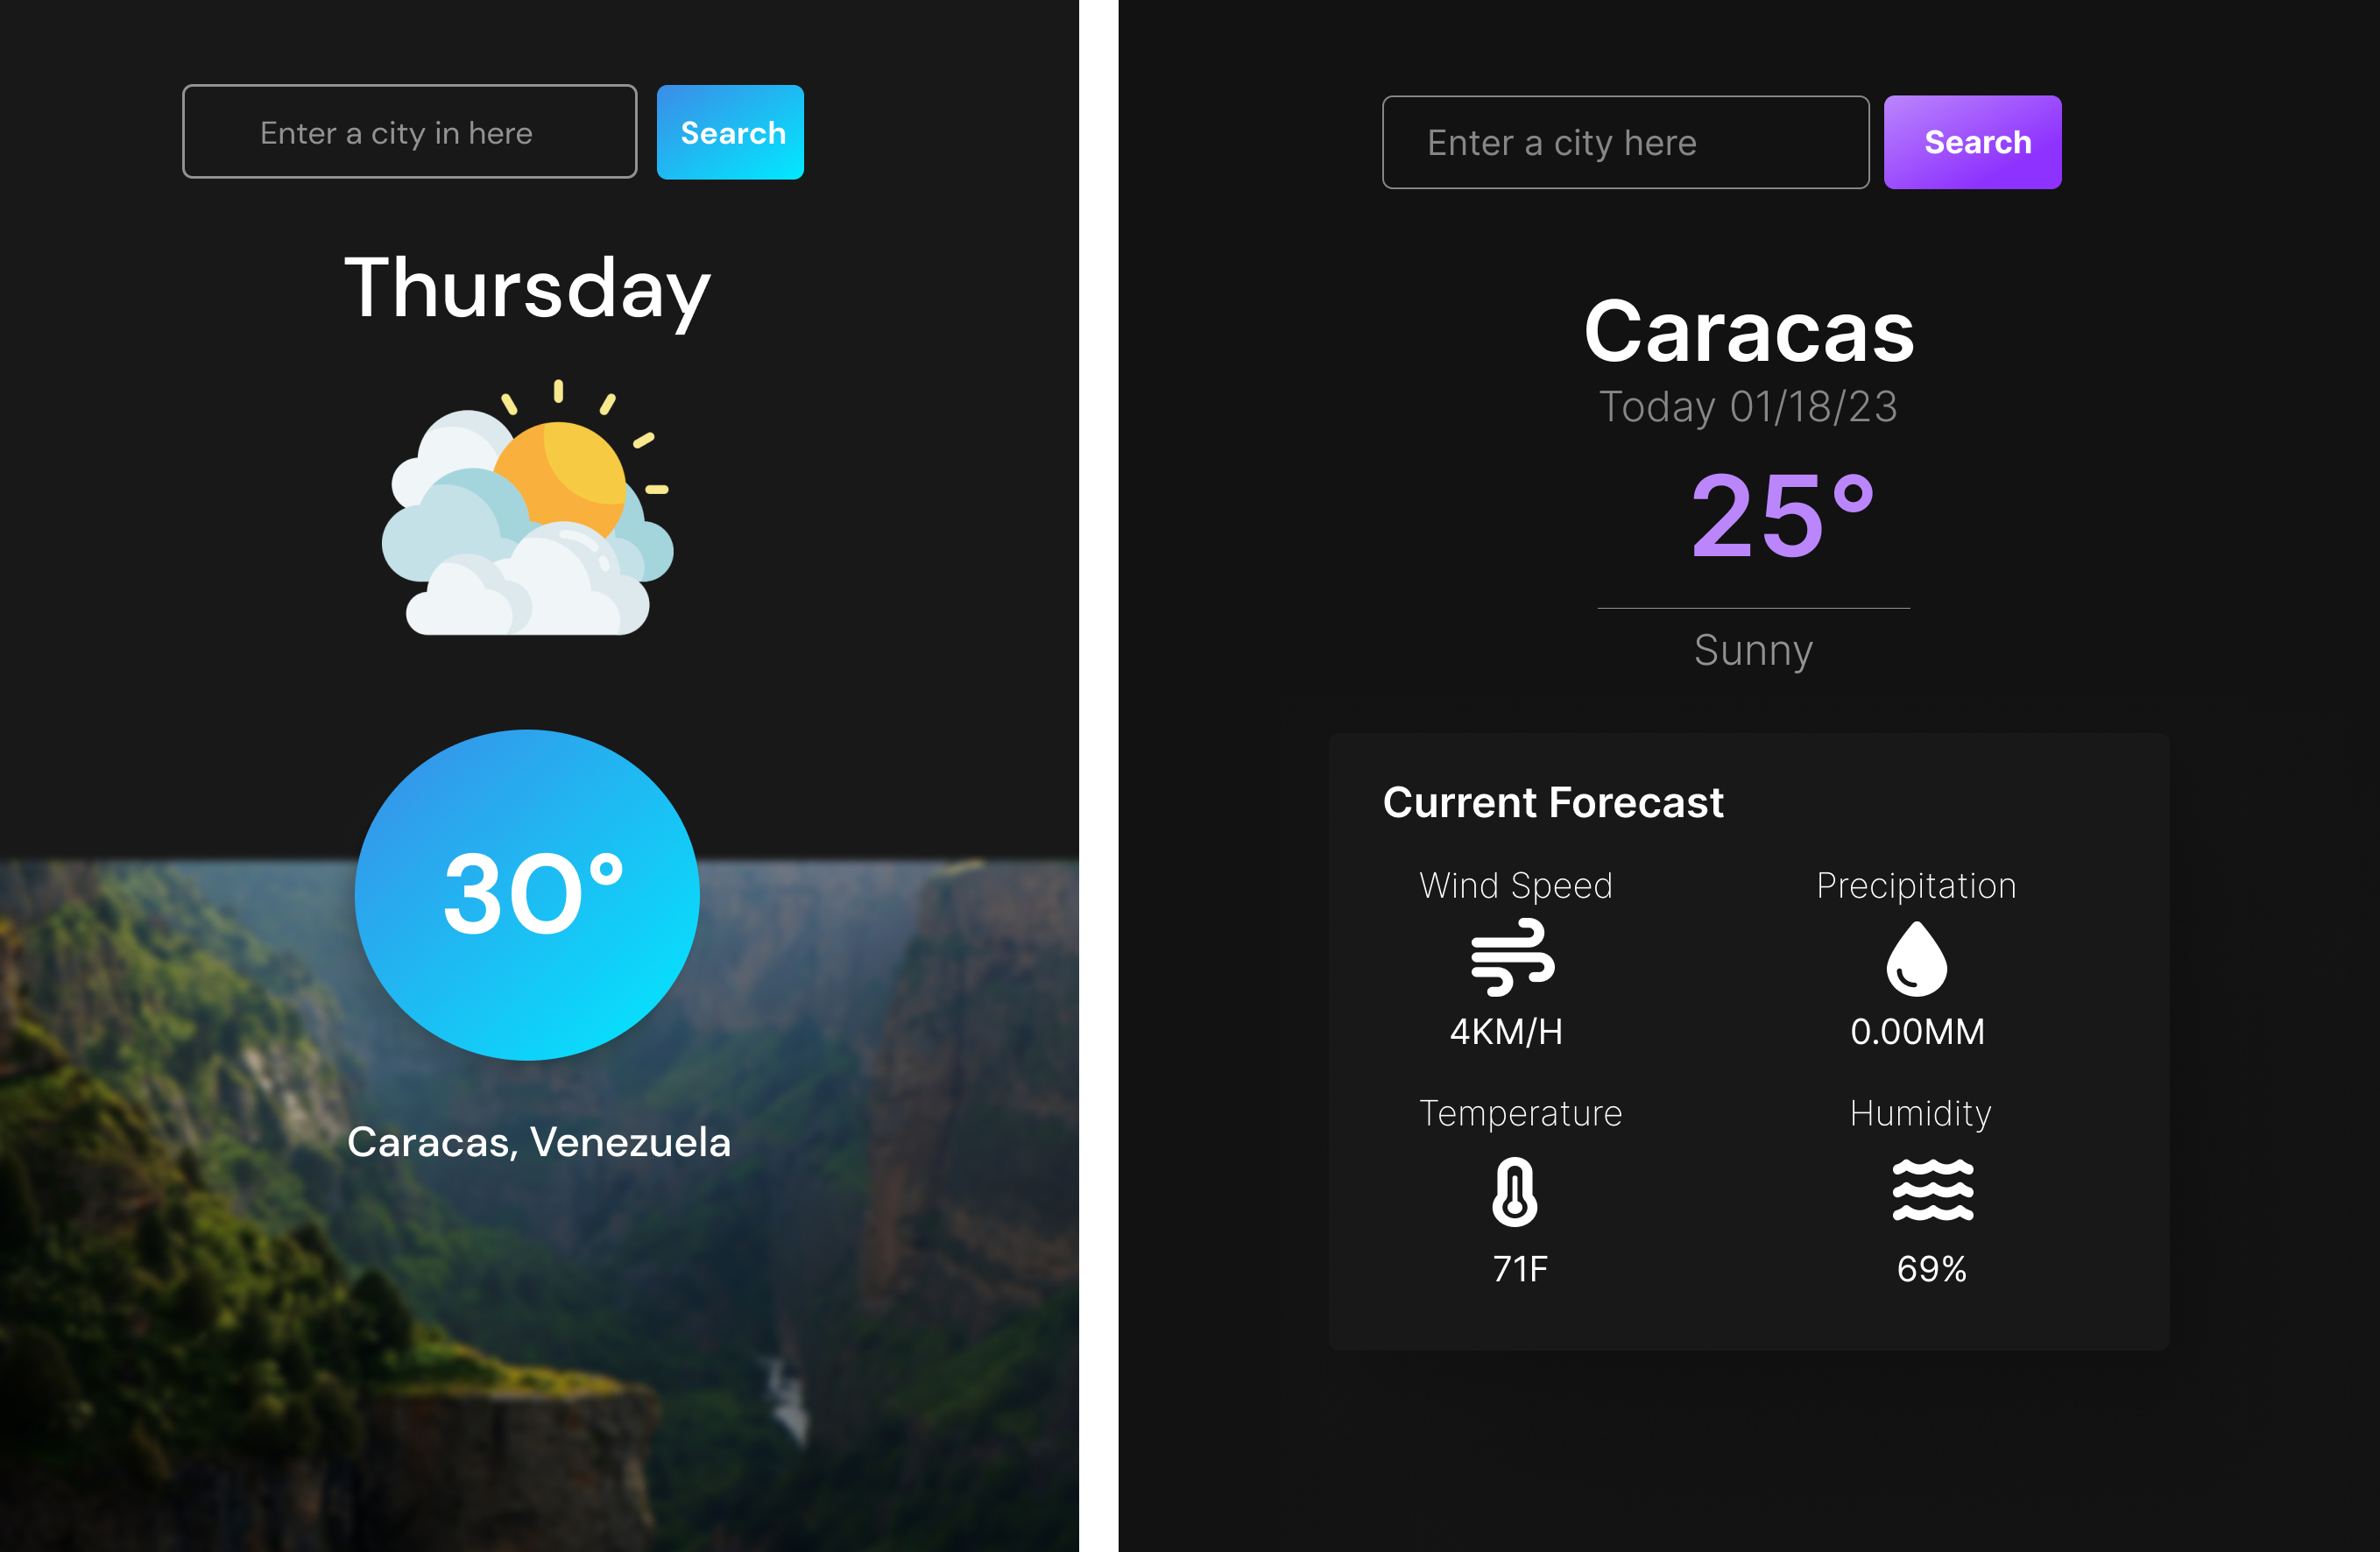 Enter a city in here
Search
Thursday
30°
Caracas, Venezuela
Enter a city here
Search
Caracas
Today 01/18/23
25°
Sunny
Current Forecast
Wind Speed
Precipitation
4KM/H
0.00MM
Temperature
Humidity
71F
69%